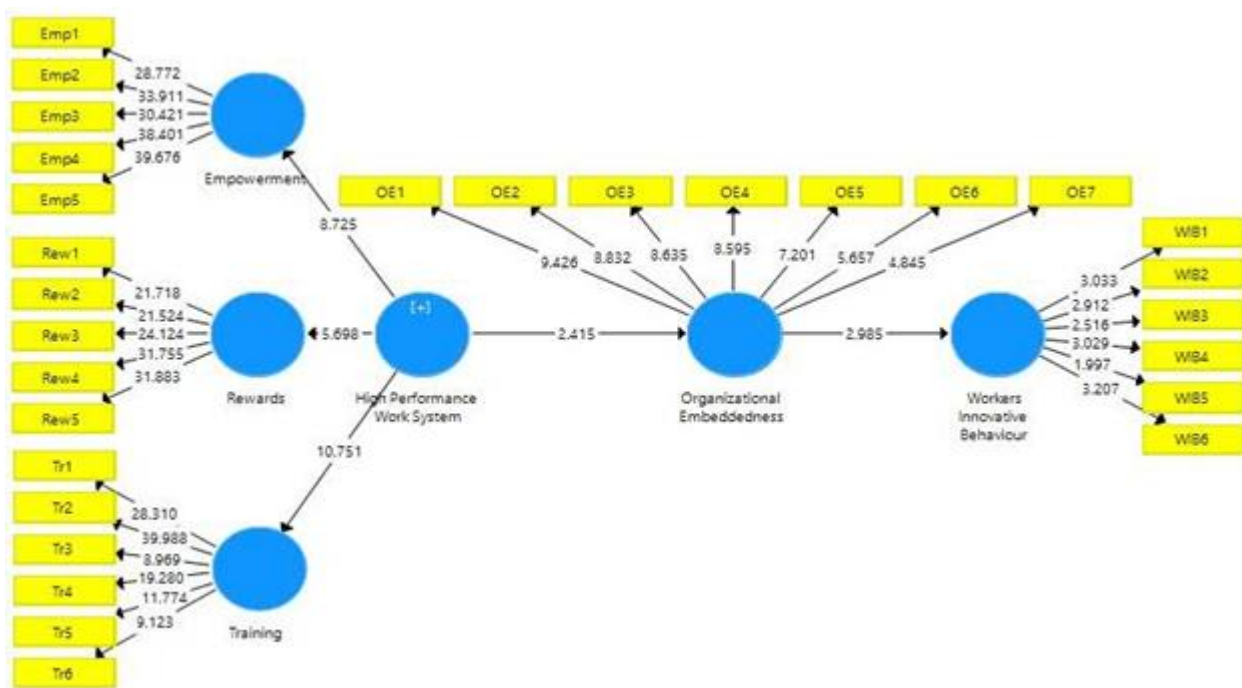 Emp1
Emp2
Emp3
Emp4
Emp5
28.772
33.911
30.421
38.401
39.676
Empowerment
8.725
OE1
OE2
OE3
OE4
OE5
OE6
OE7
9.426
8.832
8.635
8.595
7.201
5.657
4.845
Rew1
Rew2
Rew3
Rew4
Rew5
21.718
21.524
24.124
31.755
31.883
Rewards
5.698
[+]
High Performance
Work System
2.415
Organizational
Embeddedness
2.985
Workers
Innovative
Behaviour
3.033
2.912
2.516
3.029
1.997
3.207
WIB1
WIB2
WIB3
WIB4
WIB5
WIB6
10.751
Tr1
Tr2
Tr3
Tr4
Tr5
Tr6
28.310
39.988
8.969
19.280
11.774
9.123
Training